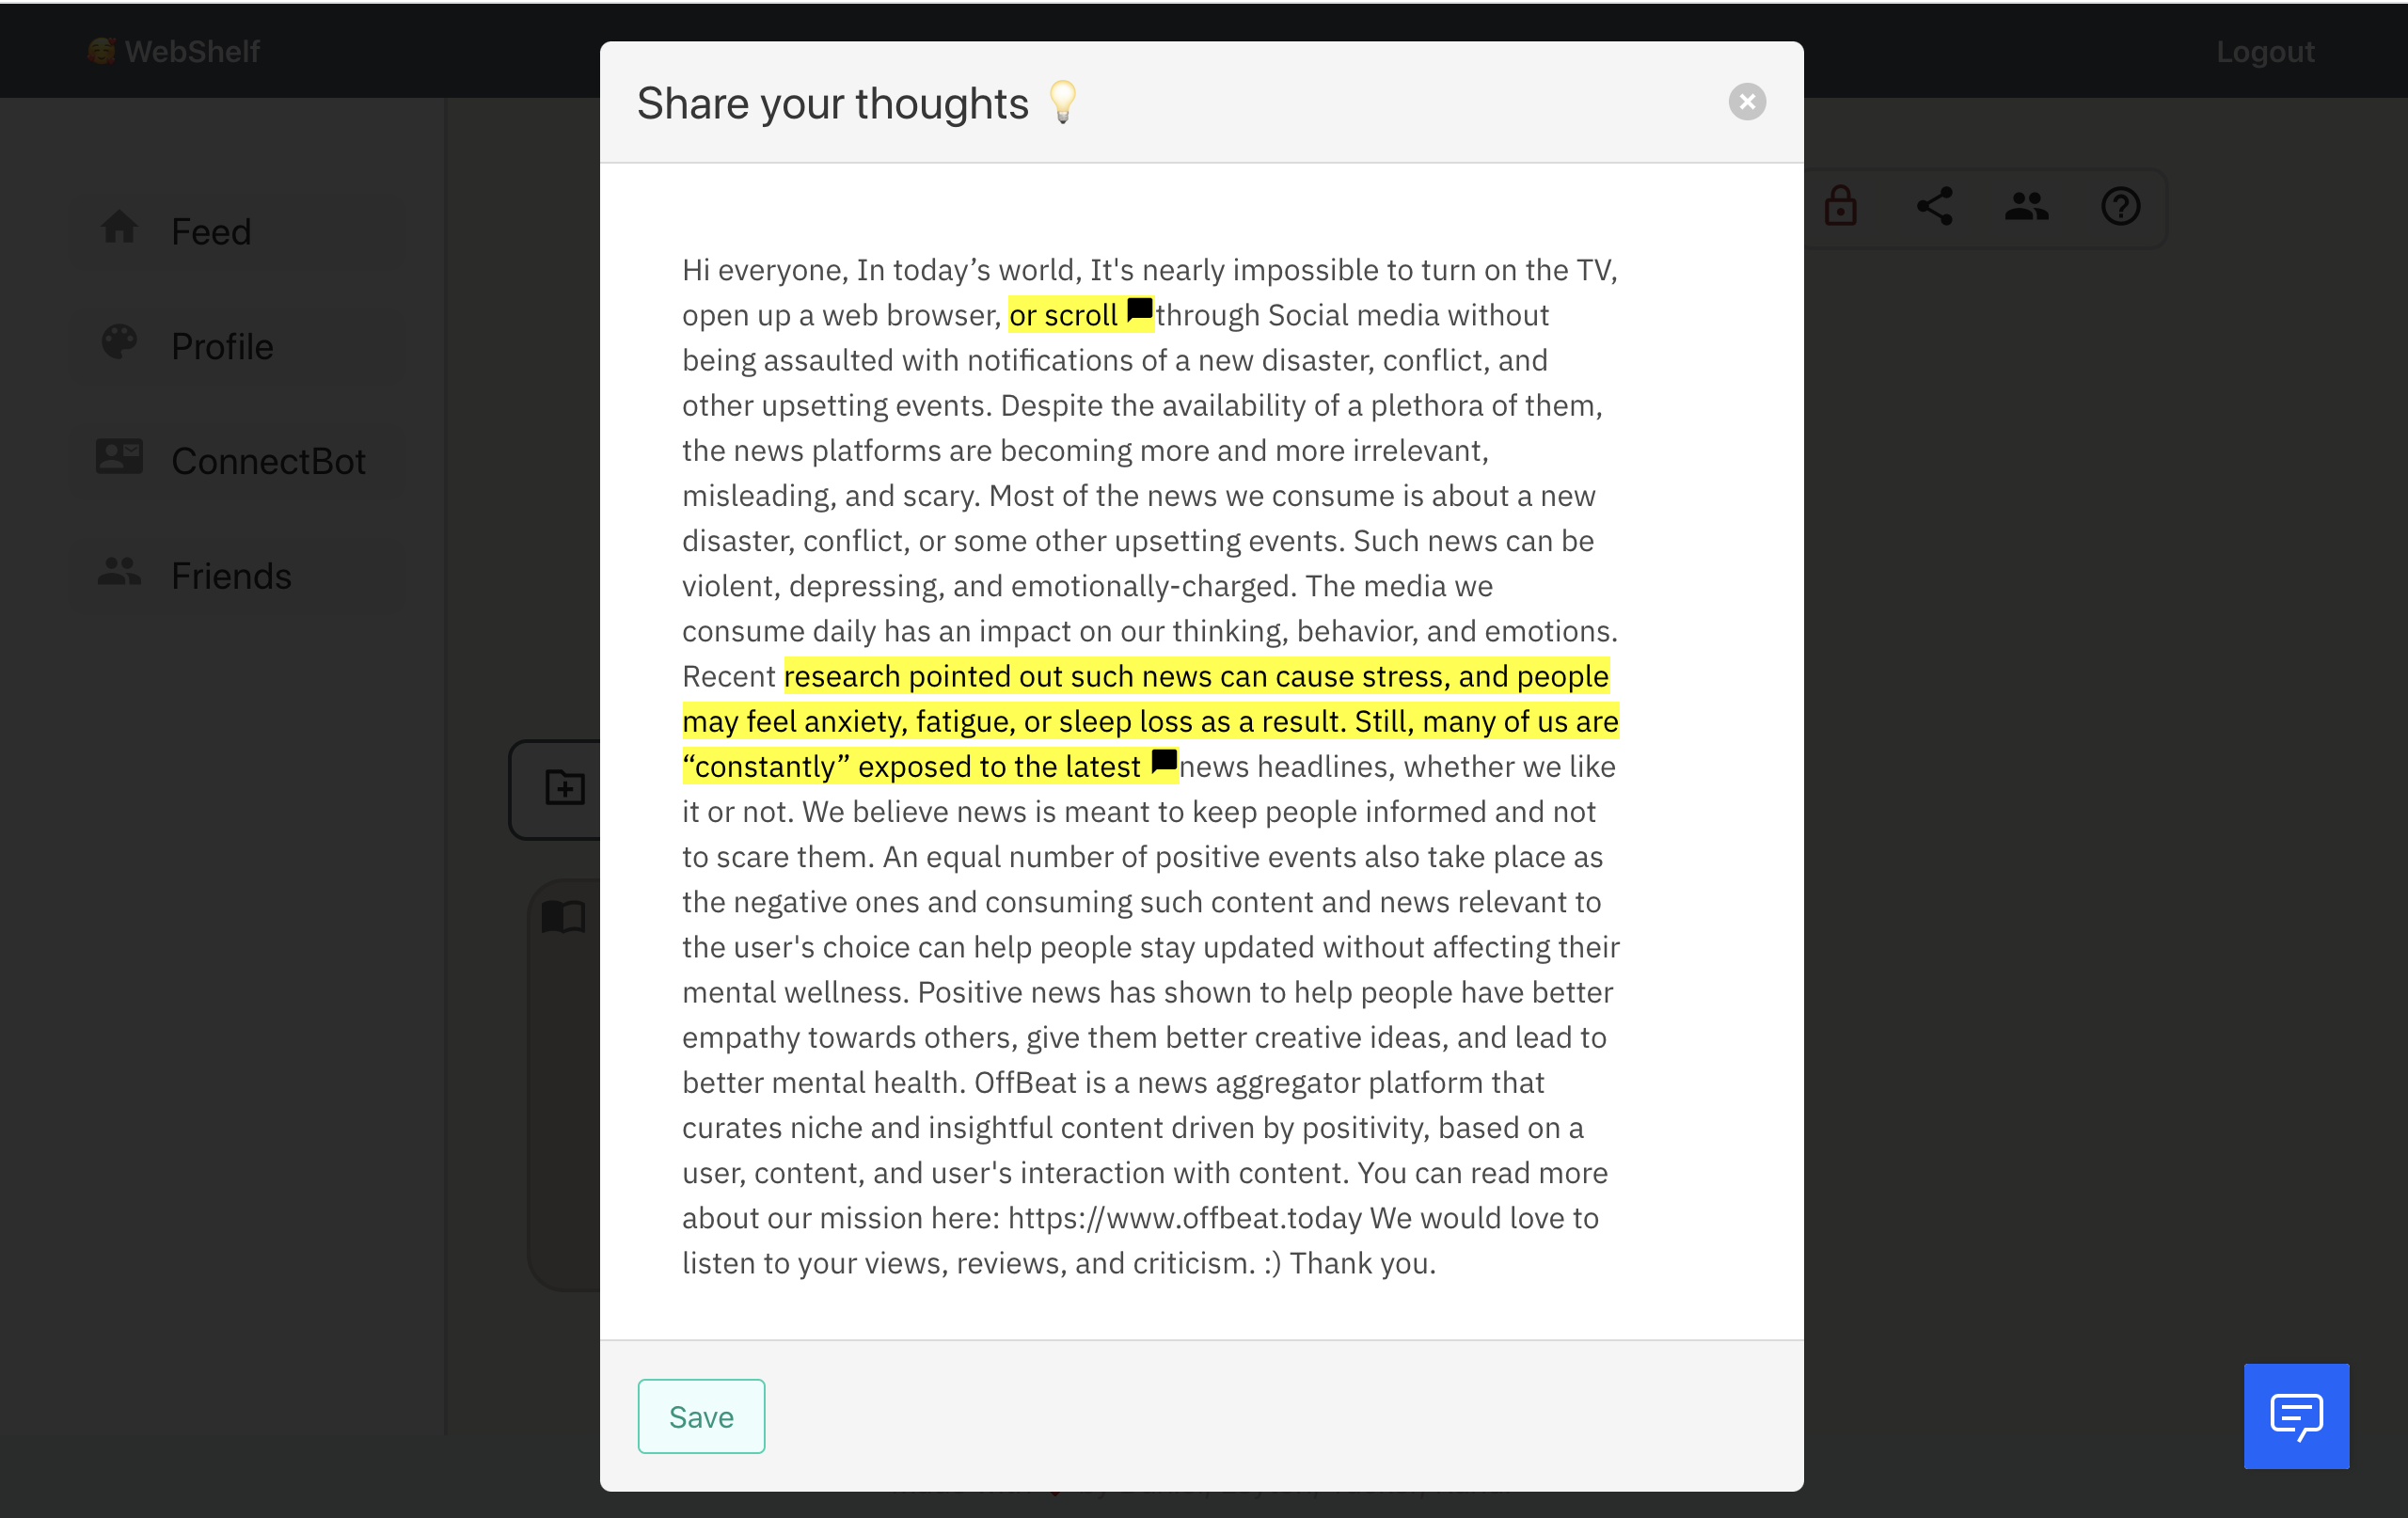 WebShelf
Logout
Share your thoughts
Feed
Profile
ConnectBot
Friends
Hi everyone, In today’s world, It's nearly impossible to turn on the TV,
open up a web browser, or scroll through Social media without
being assaulted with notifications of a new disaster, conflict, and
other upsetting events. Despite the availability of a plethora of them,
the news platforms are becoming more and more irrelevant,
misleading, and scary. Most of the news we consume is about a new
disaster, conflict, or some other upsetting events. Such news can be
violent, depressing, and emotionally-charged. The media we
consume daily has an impact on our thinking, behavior, and emotions.
Recent research pointed out such news can cause stress, and people
may feel anxiety, fatigue, or sleep loss as a result. Still, many of us are
“constantly” exposed to the latest news headlines, whether we like
it or not. We believe news is meant to keep people informed and not
to scare them. An equal number of positive events also take place as
the negative ones and consuming such content and news relevant to
the user's choice can help people stay updated without affecting their
mental wellness. Positive news has shown to help people have better
empathy towards others, give them better creative ideas, and lead to
better mental health. OffBeat is a news aggregator platform that
curates niche and insightful content driven by positivity, based on a
user, content, and user's interaction with content. You can read more
about our mission here: https://www.offbeat.today We would love to
listen to your views, reviews, and criticism. :) Thank you.
Save